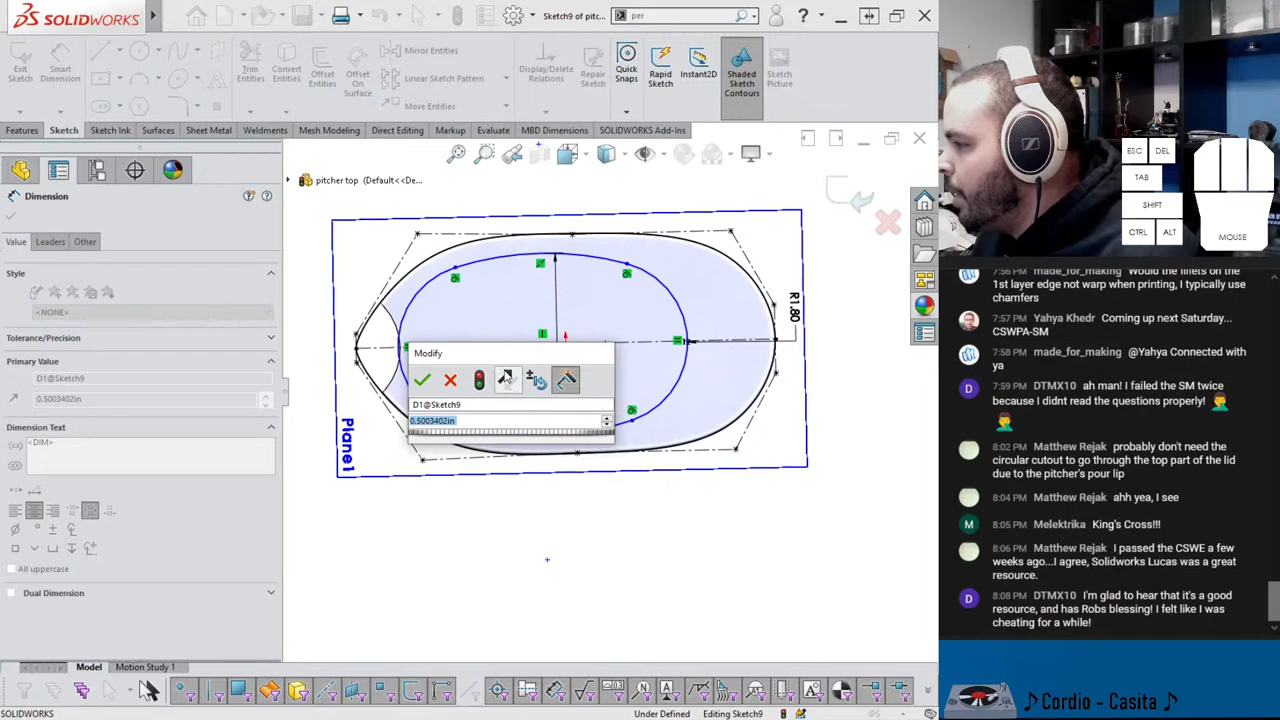 SOLIDWORKS
Sketch9 of pitc...
per
Exit Sketch
Smart Dimension
Trim Entities
Convert Entities
Offset Entities
Offset On Surface
Mirror Entities
Linear Sketch Pattern
Move Entities
Display/Delete Relations
Repair Sketch
Quick Snaps
Rapid Sketch
Instant2D
Shaded Sketch Contours
Sketch Picture
Features
Sketch
Sketch Ink
Surfaces
Sheet Metal
Weldments
Mesh Modeling
Direct Editing
Markup
Evaluate
MBD Dimensions
SOLIDWORKS Add-Ins
pitcher top (Default<<De...
Dimension
Value
Leaders
Other
Style
<NONE>
Tolerance/Precision
Primary Value
D1@Sketch9
0.5003402in
Dimension Text
<DIM>
All uppercase
Dual Dimension
R1.80
Plane1
Modify
D1@Sketch9
0.5003402in
Model
Motion Study 1
SOLIDWORKS
Under Defined
Editing Sketch9
IPS
ESC
DEL
TAB
SHIFT
CTRL
ALT
MOUSE
7:56 PM made_for_making Would the fillets on the
1st layer edge not warp when printing, I typically use
chamfers
7:57 PM Yahya Khedr Coming up next Saturday...
CSWPA-SM
7:58 PM made_for_making @Yahya Connected with
ya
D
7:59 PM DTMX10 ah man! I failed the SM twice
because I didnt read the questions properly!
8:02 PM Matthew Rejak probably don't need the
circular cutout to go through the top part of the lid
due to the pitcher's pour lip
8:04 PM Matthew Rejak ahh yea, I see
M
8:05 PM Melektrika King's Cross!!!
8:06 PM Matthew Rejak I passed the CSWE a few
weeks ago...I agree, Solidworks Lucas was a great
resource.
D
8:08 PM DTMX10 I'm glad to hear that it's a good
resource, and has Robs blessing! I felt like I was
cheating for a while!
♪ Cordio - Casita ♪